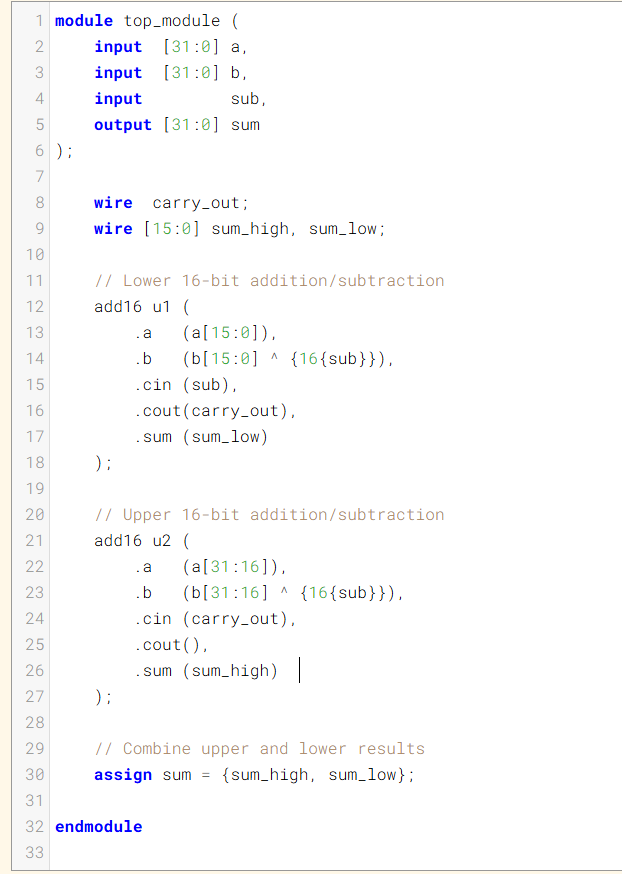 1 module top_module (
2     input  [31:0] a,
3     input  [31:0] b,
4     input         sub,
5     output [31:0] sum
6 );
7
8     wire  carry_out;
9     wire [15:0] sum_high, sum_low;
10
11     // Lower 16-bit addition/subtraction
12     add16 u1 (
13         .a   (a[15:0]),
14         .b   (b[15:0] ^ {16{sub}}),
15         .cin (sub),
16         .cout(carry_out),
17         .sum (sum_low)
18     );
19
20     // Upper 16-bit addition/subtraction
21     add16 u2 (
22         .a   (a[31:16]),
23         .b   (b[31:16] ^ {16{sub}}),
24         .cin (carry_out),
25         .cout(),
26         .sum (sum_high)
27     );
28
29     // Combine upper and lower results
30     assign sum = {sum_high, sum_low};
31
32 endmodule
33